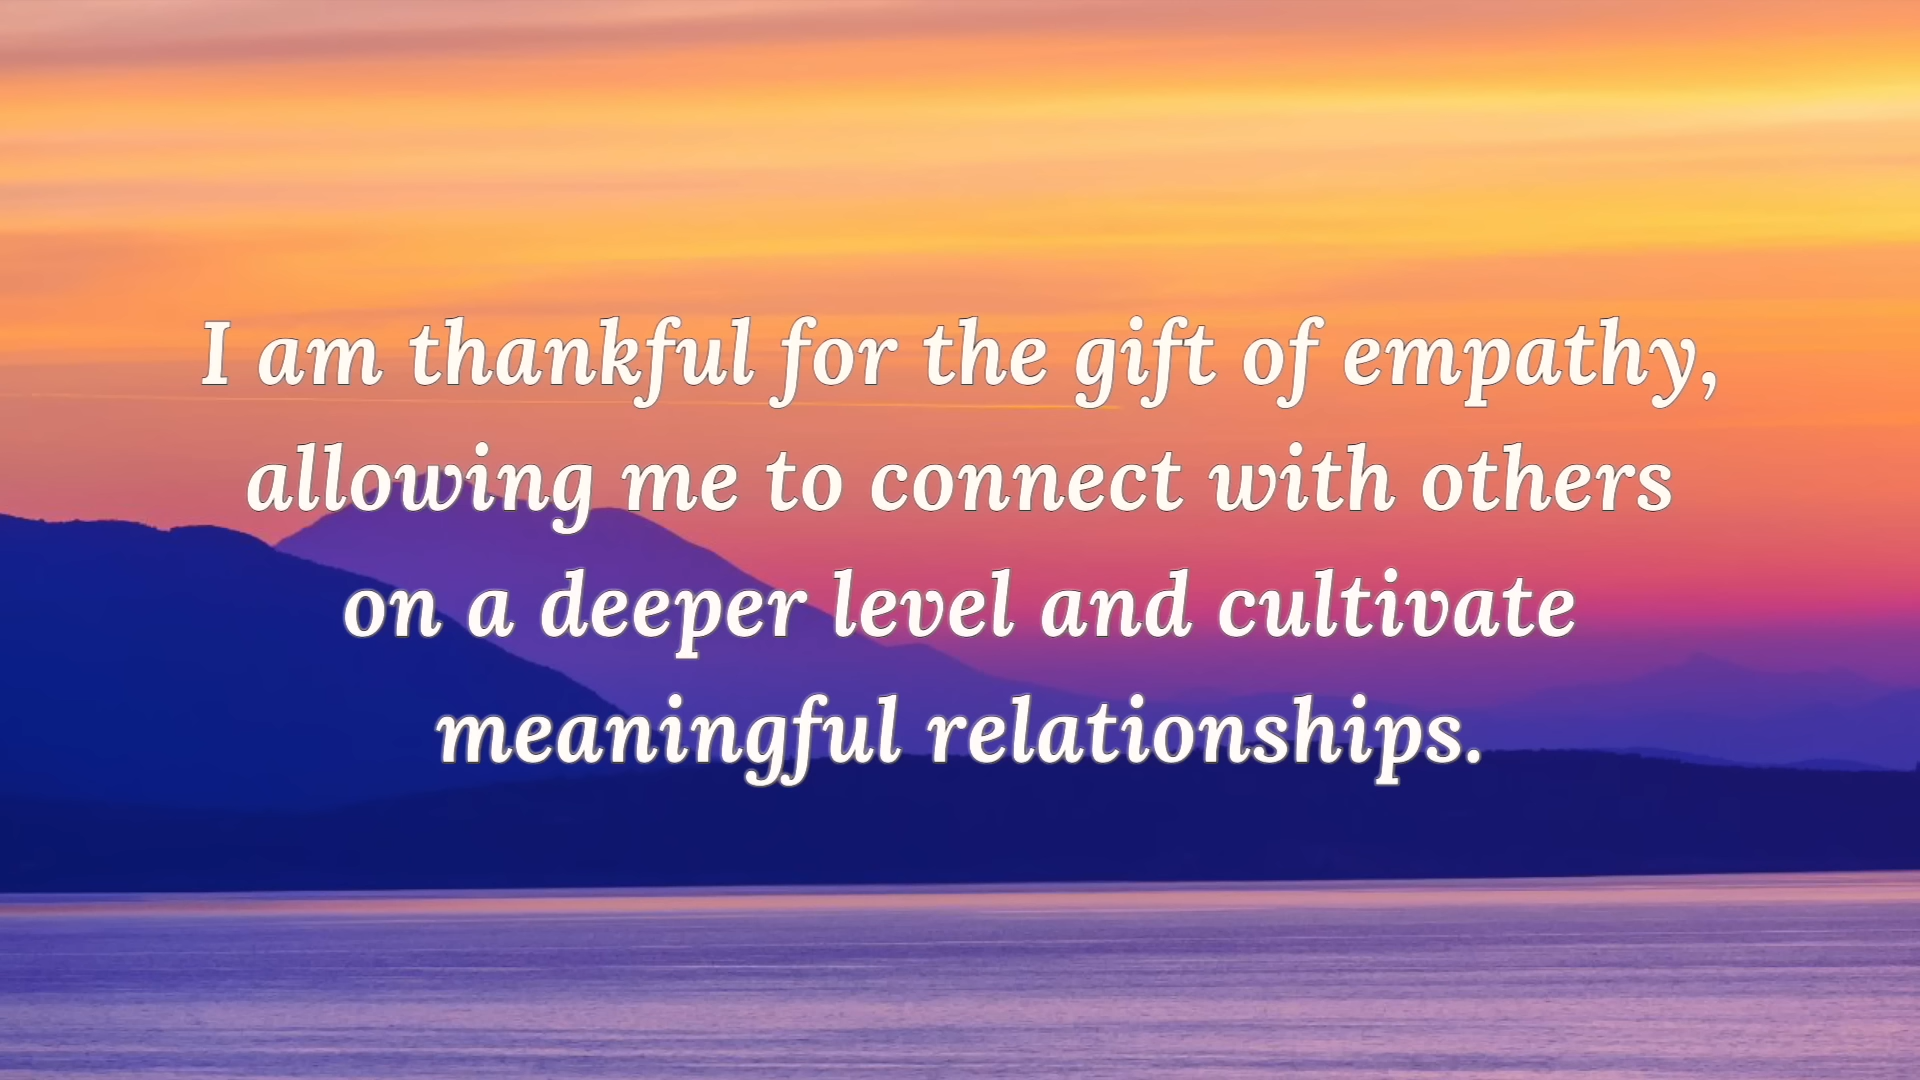 I am thankful for the gift of empathy,
allowing me to connect with others
on a deeper level and cultivate
meaningful relationships.